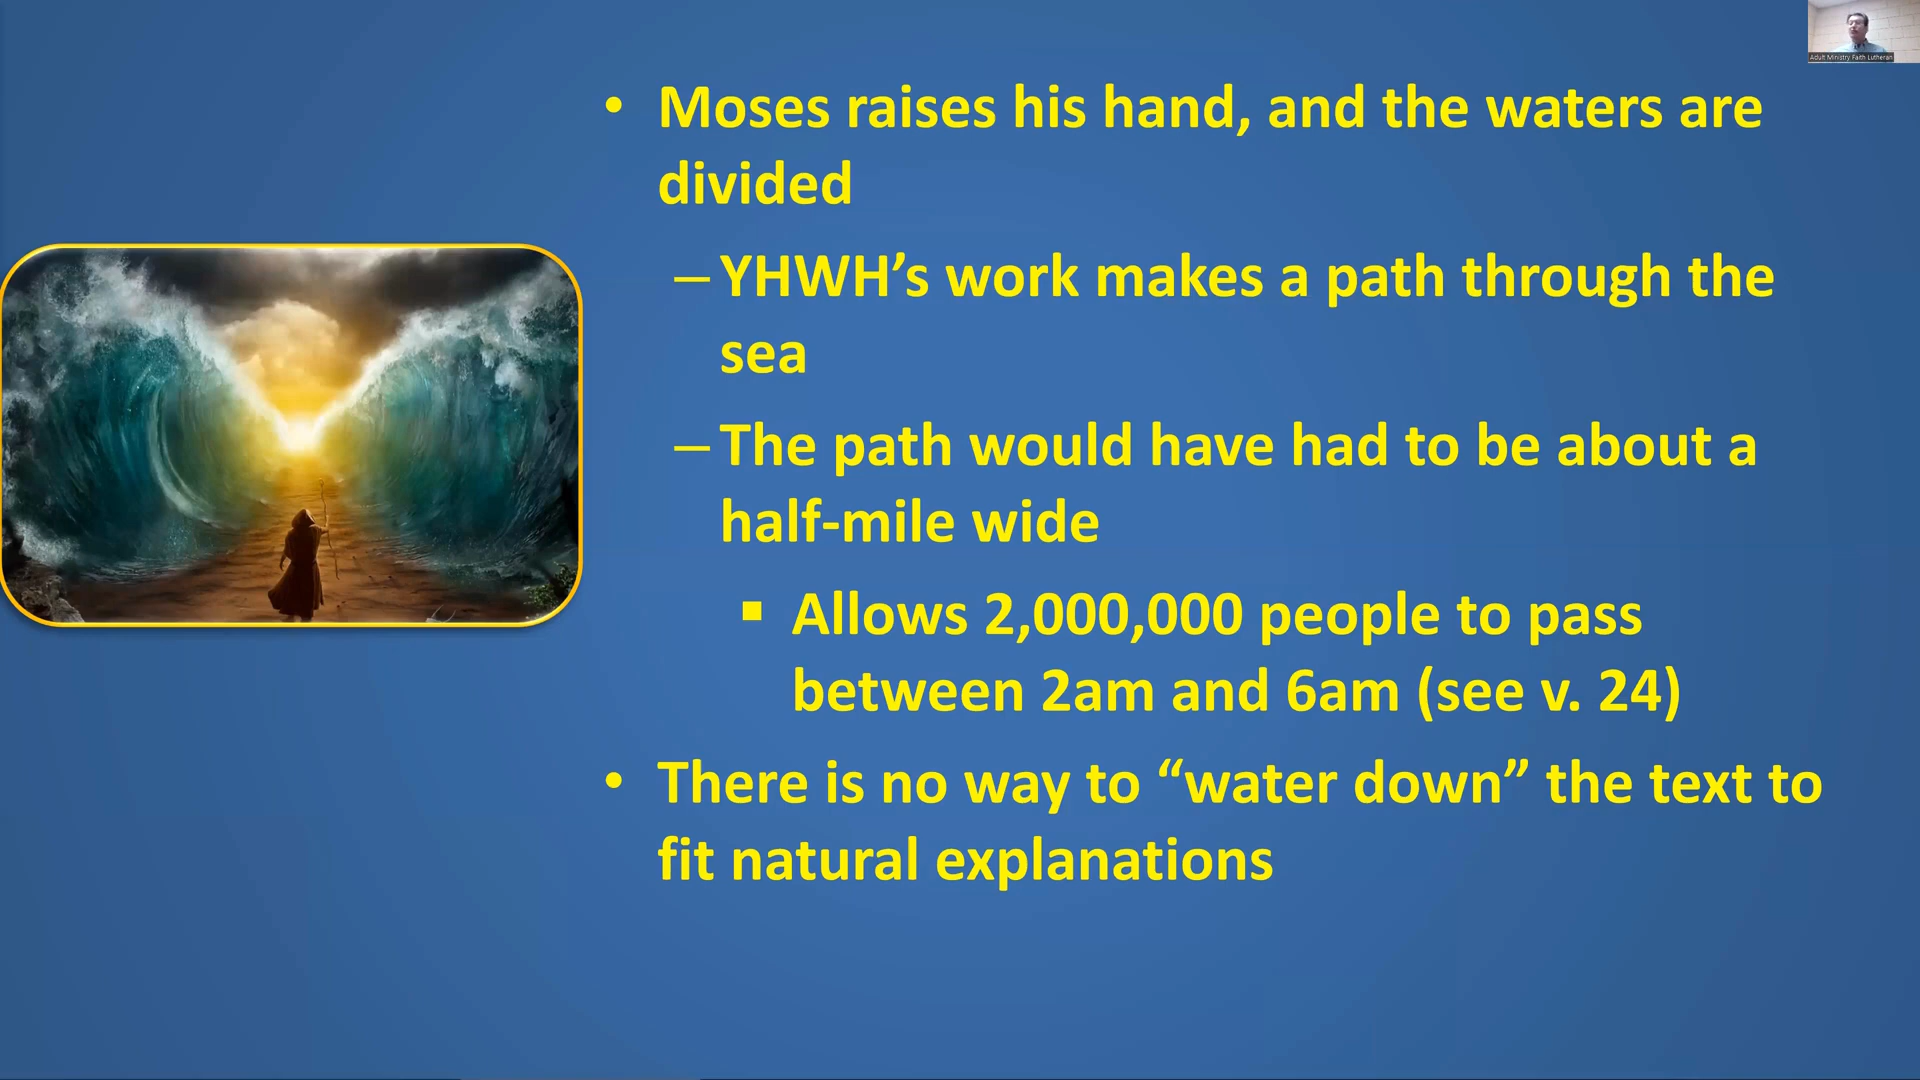 Adult Ministry Faith Lutheran
• Moses raises his hand, and the waters are
divided
– YHWH’s work makes a path through the
sea
– The path would have had to be about a
half-mile wide
▪ Allows 2,000,000 people to pass
between 2am and 6am (see v. 24)
• There is no way to “water down” the text to
fit natural explanations